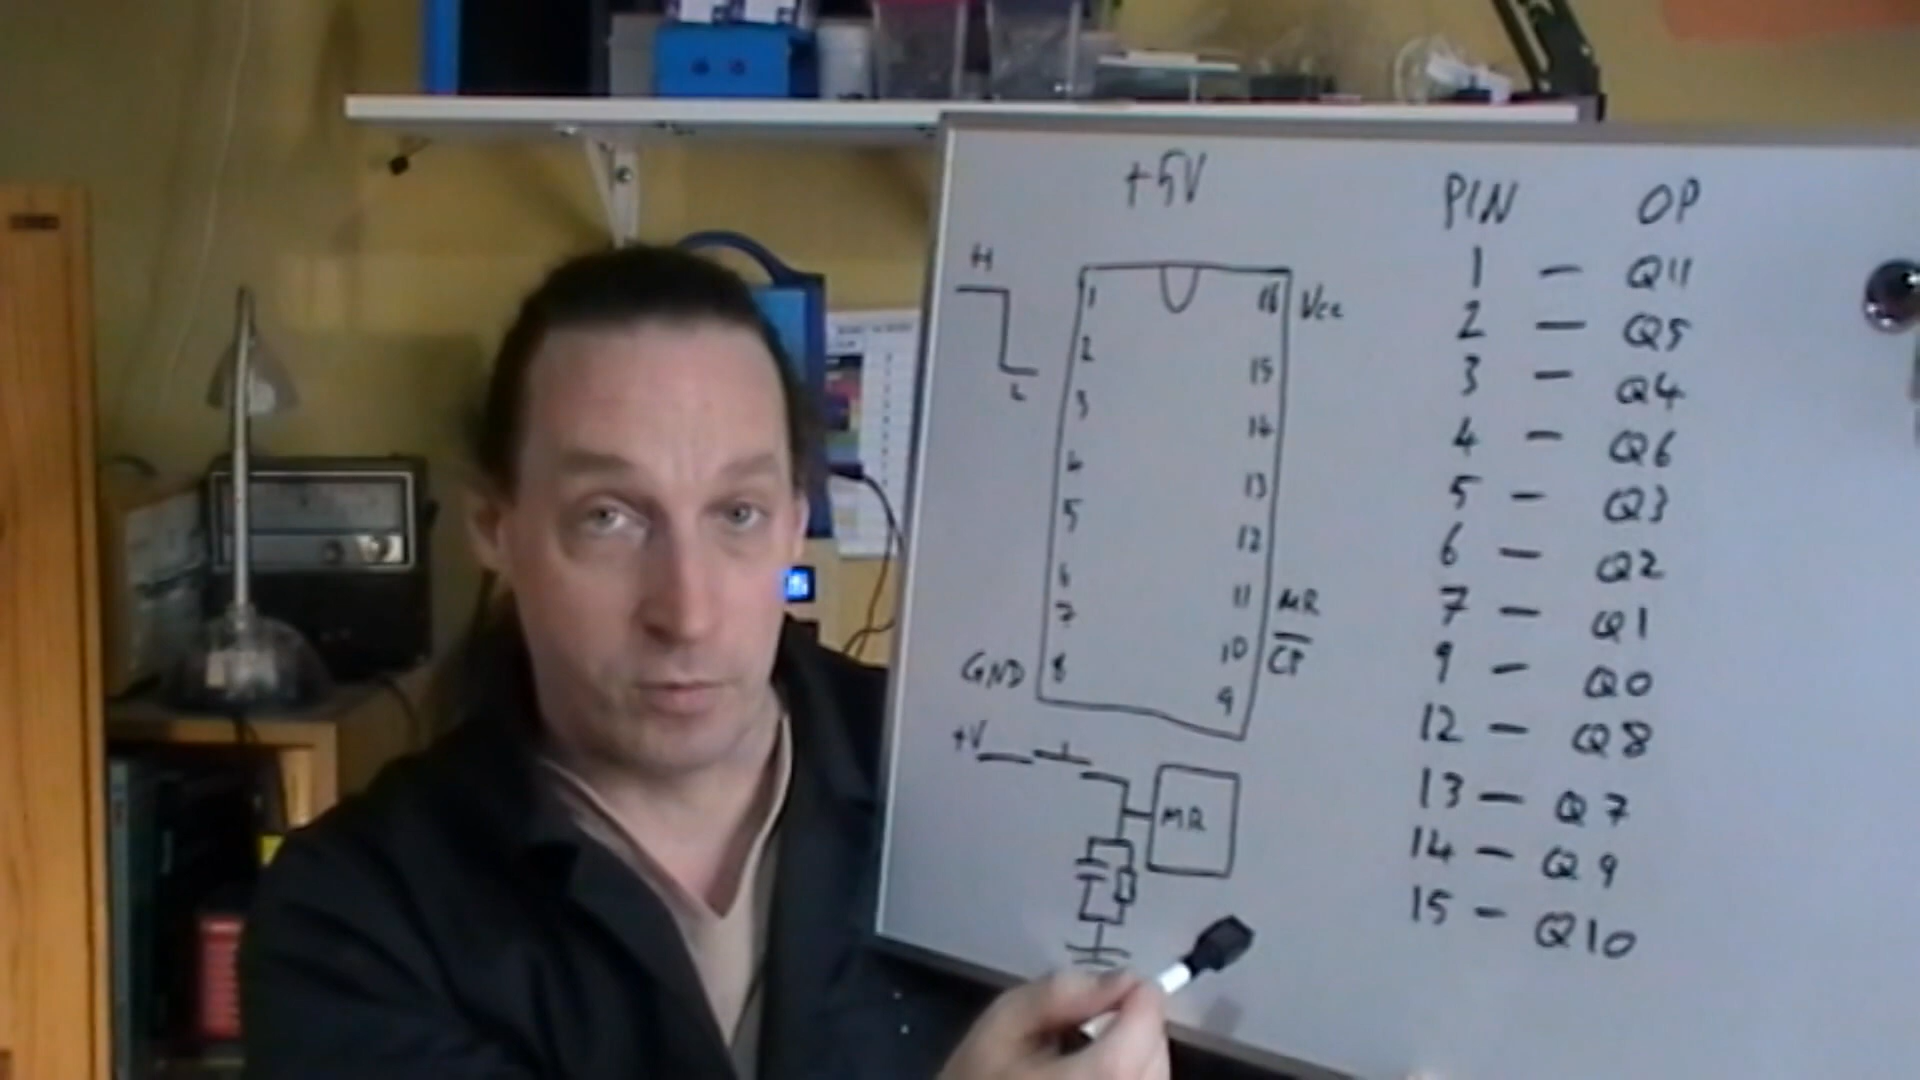 +5V
H
L
1
2
3
4
5
6
7
8
GND
16 Vcc
15
14
13
12
11 MR
10 CP
9
+V
MR
PIN — OP
1 — Q11
2 — Q5
3 — Q4
4 — Q6
5 — Q3
6 — Q2
7 — Q1
9 — Q0
12 — Q8
13 — Q7
14 — Q9
15 — Q10